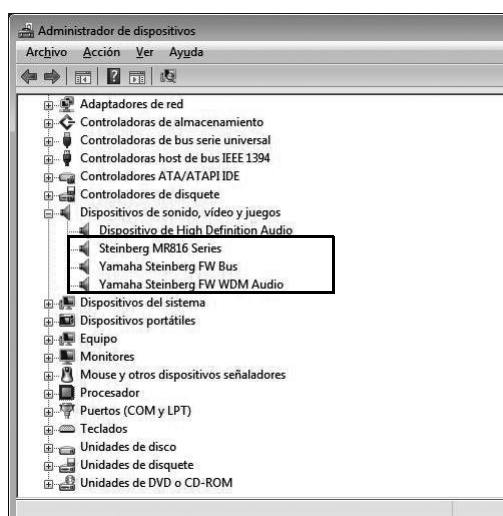 Administrador de dispositivos
Archivo Acción Ver Ayuda
Adaptadores de red
Controladoras de almacenamiento
Controladoras de bus serie universal
Controladoras host de bus IEEE 1394
Controladores ATA/ATAPI IDE
Controladores de disquete
Dispositivos de sonido, vídeo y juegos
Dispositivo de High Definition Audio
Steinberg MR816 Series
Yamaha Steinberg FW Bus
Yamaha Steinberg FW WDM Audio
Dispositivos del sistema
Dispositivos portátiles
Equipo
Monitores
Mouse y otros dispositivos señaladores
Procesador
Puertos (COM y LPT)
Teclados
Unidades de disco
Unidades de disquete
Unidades de DVD o CD-ROM